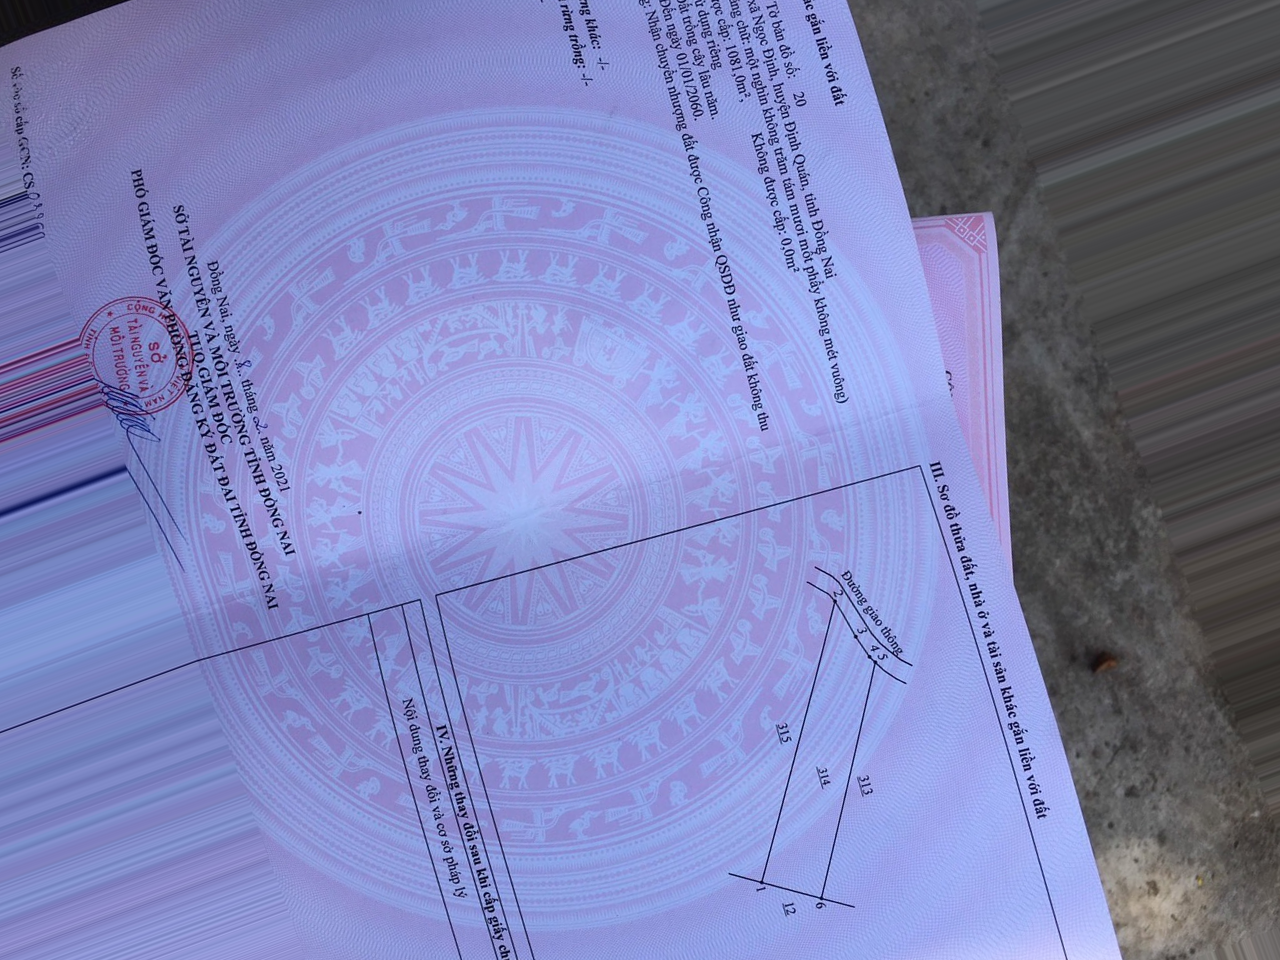 ác gắn liền với đất
Tờ bản đồ số: 20
xã Ngọc Định, huyện Định Quán, tỉnh Đồng Nai
bằng chữ: một nghìn không trăm tám mươi mốt phẩy không mét vuông)
ược cấp: 1081,0m², Không được cấp: 0,0m²
ử dụng riêng
Đất trồng cây lâu năm.
Đến ngày 01/01/2060.
g: Nhận chuyển nhượng đất được Công nhận QSDĐ như giao đất không thu
ng khác: -/-
rừng trồng: -/-
Đồng Nai, ngày 8 tháng 2 năm 2021
SỞ TÀI NGUYÊN VÀ MÔI TRƯỜNG TỈNH ĐỒNG NAI
TUQ.GIÁM ĐỐC
PHÓ GIÁM ĐỐC VĂN PHÒNG ĐĂNG KÝ ĐẤT ĐAI TỈNH ĐỒNG NAI
SỞ
TÀI NGUYÊN VÀ
MÔI TRƯỜNG
cấp GCN: CS
III. Sơ đồ thửa đất, nhà ở và tài sản khác gắn liền với đất
Đường giao thông
2
3
4
5
315
314
313
1
12
6
IV. Những thay đổi sau khi cấp giấy ch
Nội dung thay đổi và cơ sở pháp lý